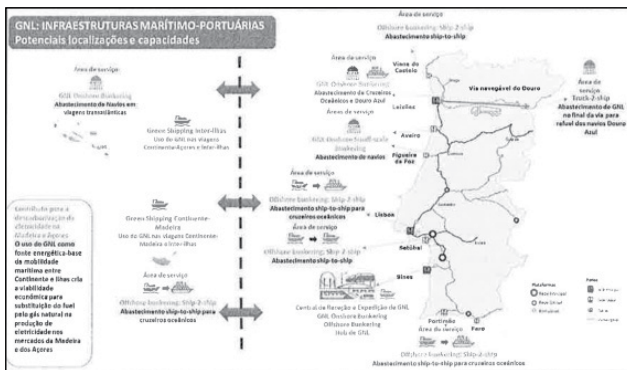 GNL: INFRAESTRUTURAS MARÍTIMO-PORTUÁRIAS
Potenciais localizações e capacidades
Área de serviço
GNL Onshore Bunkering
Abastecimento de Navios em
viagens transatlânticas
Green Shipping Inter-Ilhas
Uso do GNL nas viagens
Continente-Açores e Inter-Ilhas
Contributo para a
descarbonização da
eletricidade na
Madeira e Açores
O uso do GNL como
fonte energética-base
da mobilidade
marítima entre
Continente e Ilhas cria
a viabilidade
económica para
substituição do fuel
pelo gás natural na
produção de
eletricidade nos
mercados da Madeira
e dos Açores
Green Shipping Continente-
Madeira
Uso do GNL nas viagens Continente-
Madeira e Inter-Ilhas
Área de serviço
Offshore bunkering: Ship-2-ship
Abastecimento ship-to-ship para
cruzeiros oceânicos
Área de serviço
Offshore bunkering: Ship-2-ship
Abastecimento ship-to-ship
Área de serviço
GNL Onshore Bunkering
Abastecimento de Cruzeiros
Oceânicos e Douro Azul
Áreas de serviço
GNL Onshore Small-scale
Bunkering
Abastecimento de navios
Área de serviço
Offshore bunkering: Ship-2-ship
Abastecimento ship-to-ship para
cruzeiros oceânicos
Área de serviço
Offshore bunkering: Ship-2-ship
Abastecimento ship-to-ship
Central de Receção e Expedição de GNL
GNL Onshore Bunkering
Offshore Bunkering
Hub de GNL
Viana do
Castelo
Leixões
Aveiro
Figueira
da Foz
Lisboa
Setúbal
Sines
Portimão
Faro
Via navegável do Douro
Área de
serviço
Truck-2-ship
Abastecimento de GNL
no final da via para
refuel dos navios Douro
Azul
Plataformas
Portos
Área de serviço
Offshore bunkering: Ship-2-ship
Abastecimento ship-to-ship para cruzeiros oceânicos